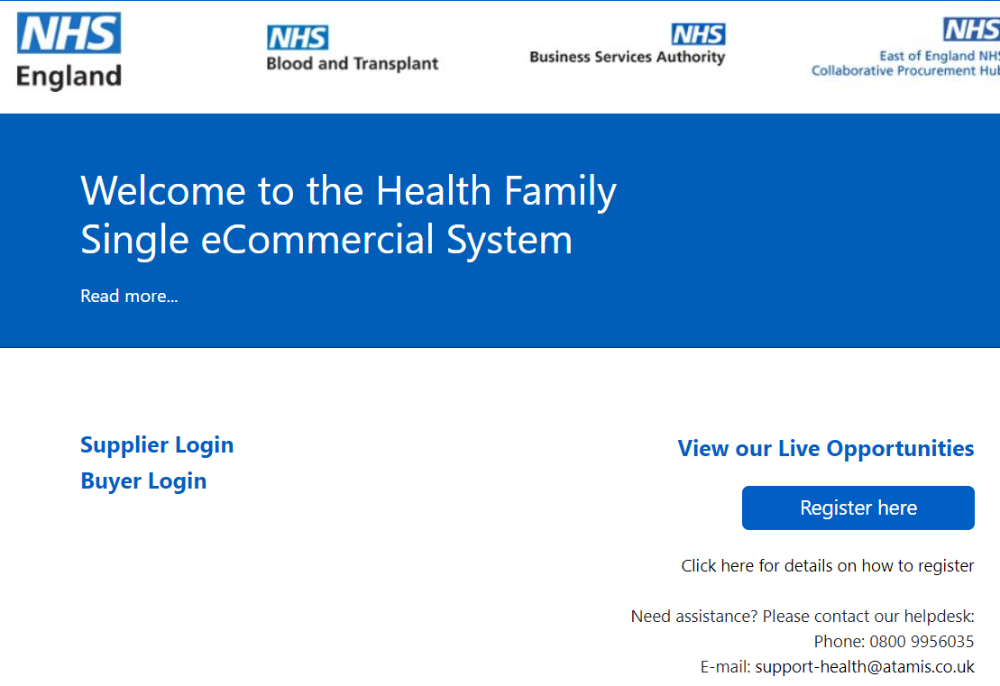 NHS
England
NHS
Blood and Transplant
NHS
Business Services Authority
NHS
East of England NHS
Collaborative Procurement Hub
Welcome to the Health Family
Single eCommercial System
Read more...
Supplier Login
Buyer Login
View our Live Opportunities
Register here
Click here for details on how to register
Need assistance? Please contact our helpdesk:
Phone: 0800 9956035
E-mail: support-health@atamis.co.uk